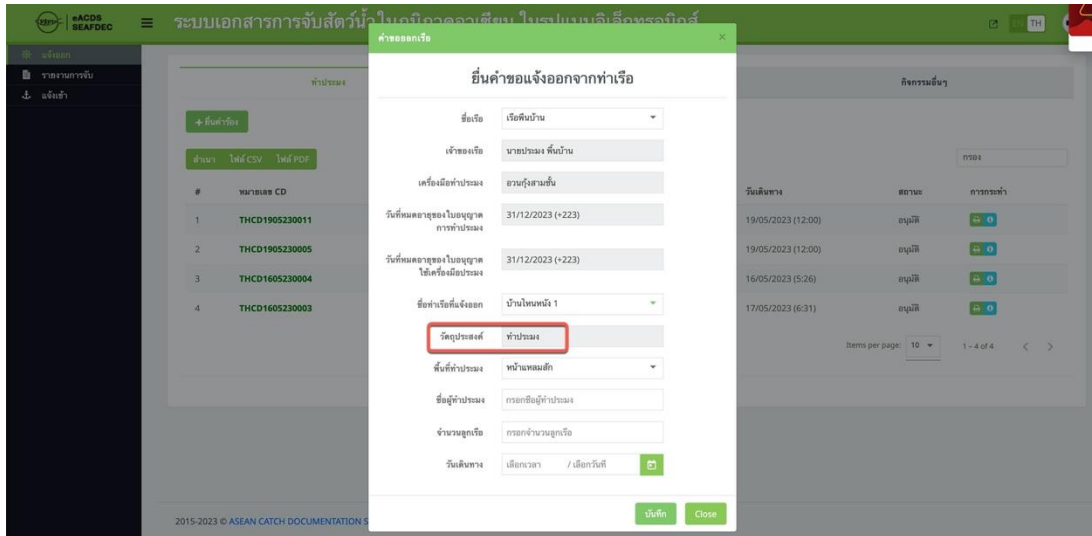 eACDS
SEAFDEC
ระบบเอกสารการจับสัตว์น้ำในภูมิภาคอาเซียน ในรูปแบบอิเล็กทรอนิกส์
TH
แจ้งออก
รายงานการจับ
แจ้งเข้า
ทำประมง
กิจกรรมอื่นๆ
+ ยื่นคำร้อง
สำเนา ไฟล์ CSV ไฟล์ PDF
กรอง
# หมายเลข CD วันเดินทาง สถานะ การกระทำ
1 THCD1905230011 19/05/2023 (12:00) อนุมัติ
2 THCD1905230005 19/05/2023 (12:00) อนุมัติ
3 THCD1605230004 16/05/2023 (5:26) อนุมัติ
4 THCD1605230003 17/05/2023 (6:31) อนุมัติ
Items per page: 10 1 – 4 of 4
คำขอออกเรือ ×
ยื่นคำขอแจ้งออกจากท่าเรือ
ชื่อเรือ เรือพื้นบ้าน
เจ้าของเรือ นายประมง พื้นบ้าน
เครื่องมือทำประมง อวนกุ้งสามชั้น
วันที่หมดอายุของใบอนุญาต
การทำประมง
31/12/2023 (+223)
วันที่หมดอายุของใบอนุญาต
ใช้เครื่องมือประมง
31/12/2023 (+223)
ชื่อท่าเรือที่แจ้งออก บ้านไหนหนัง 1
วัตถุประสงค์ ทำประมง
พื้นที่ทำประมง หน้าแหลมสัก
ชื่อผู้ทำประมง กรอกชื่อผู้ทำประมง
จำนวนลูกเรือ กรอกจำนวนลูกเรือ
วันเดินทาง เลือกเวลา / เลือกวันที่
บันทึก Close
2015-2023 © ASEAN CATCH DOCUMENTATION S